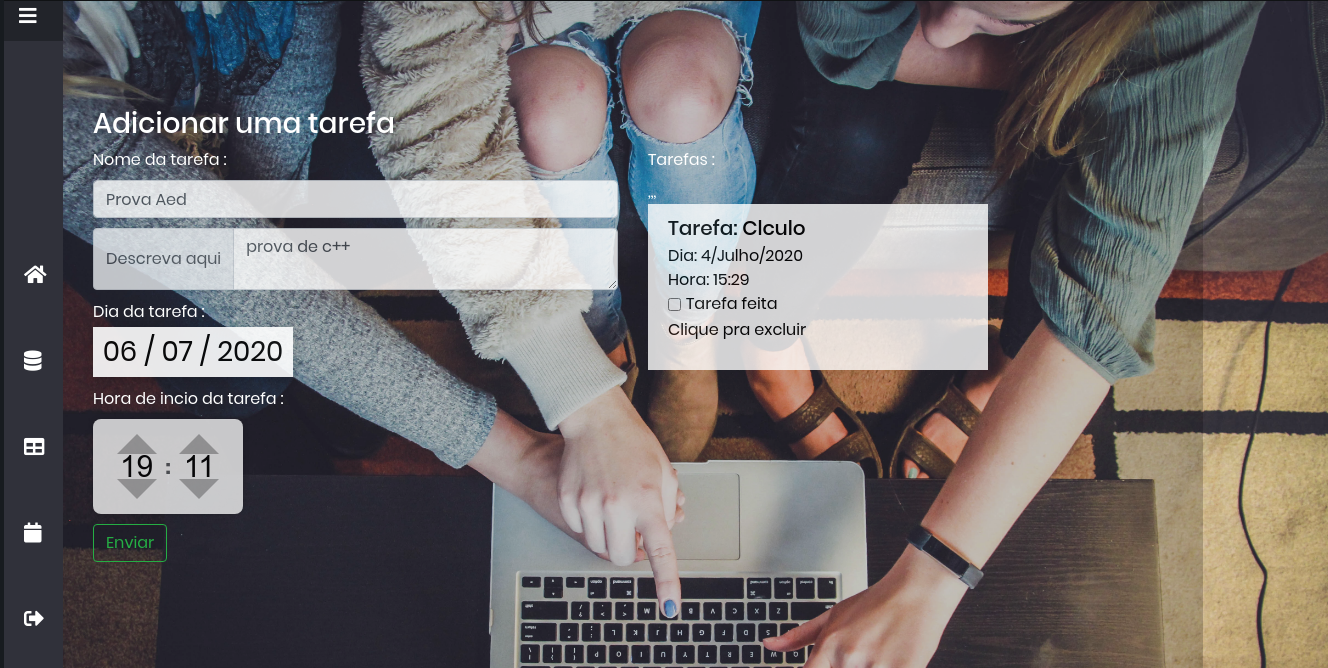 Adicionar uma tarefa
Nome da tarefa :
Prova Aed
Descreva aqui
prova de c++
Dia da tarefa :
06 / 07 / 2020
Hora de incio da tarefa :
19 : 11
Enviar
Tarefas :
,,,
Tarefa: Clculo
Dia: 4/Julho/2020
Hora: 15:29
Tarefa feita
Clique pra excluir